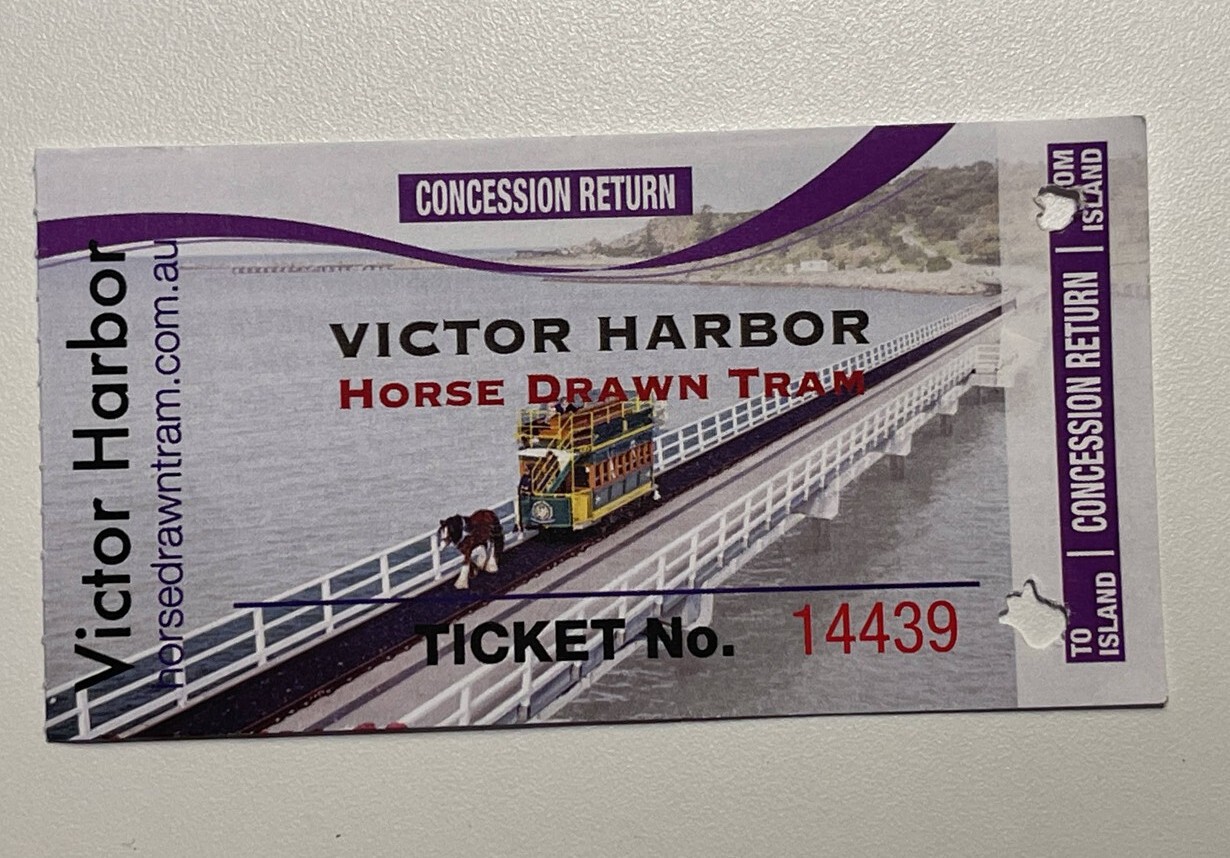 CONCESSION RETURN
Victor Harbor
horsedrawntram.com.au
VICTOR HARBOR
HORSE DRAWN TRAM
TICKET No. 14439
TO ISLAND | CONCESSION RETURN | ISLAND